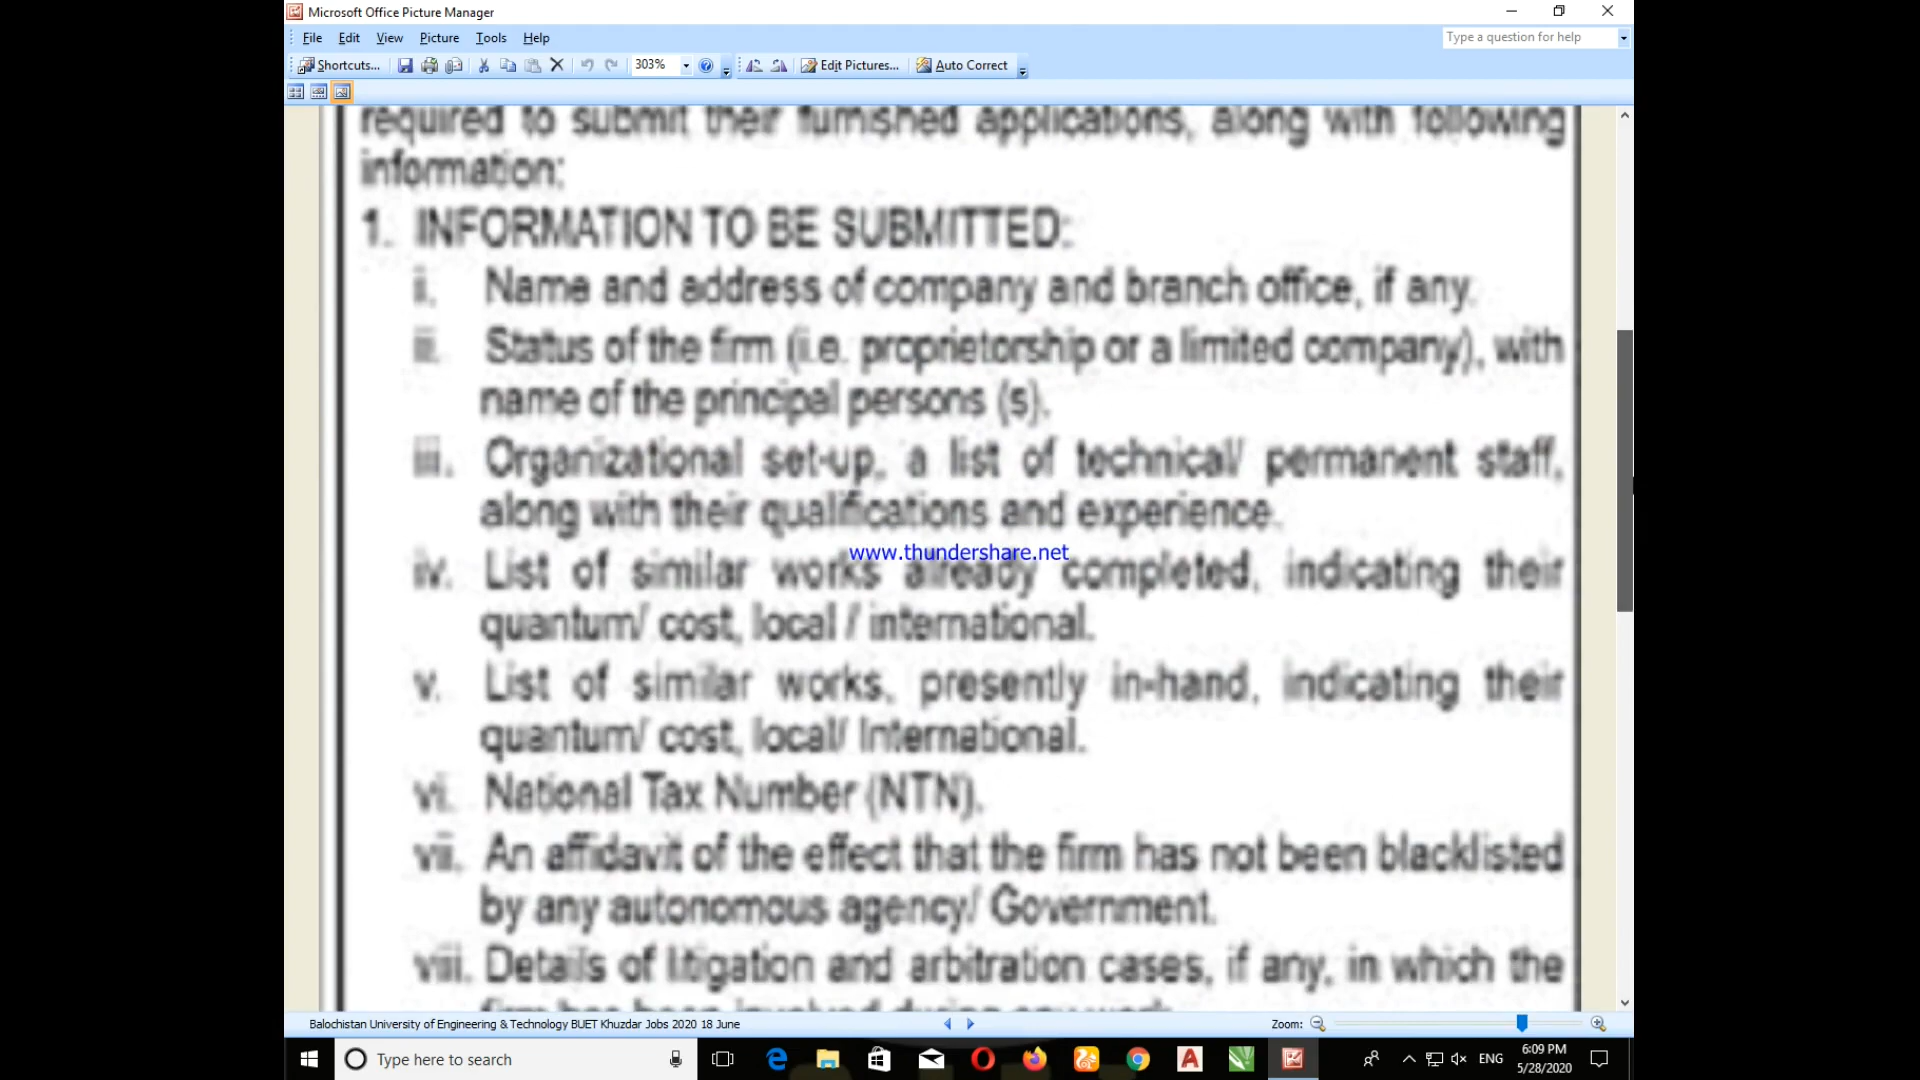 Microsoft Office Picture Manager
File Edit View Picture Tools Help
Type a question for help
Shortcuts... 303% Edit Pictures... Auto Correct
required to submit their furnished applications, along with following
information:
1. INFORMATION TO BE SUBMITTED:
i. Name and address of company and branch office, if any.
ii. Status of the firm (i.e. proprietorship or a limited company), with
name of the principal persons (s).
iii. Organizational set-up, a list of technical/ permanent staff,
along with their qualifications and experience.
www.thundershare.net
iv. List of similar works already completed, indicating their
quantum/ cost, local / international.
v. List of similar works, presently in-hand, indicating their
quantum/ cost, local/ International.
vi. National Tax Number (NTN).
vii. An affidavit of the effect that the firm has not been blacklisted
by any autonomous agency/ Government.
viii. Details of litigation and arbitration cases, if any, in which the
firm has been involved during any work.
Balochistan University of Engineering & Technology BUET Khuzdar Jobs 2020 18 June
Zoom:
Type here to search
ENG
6:09 PM
5/28/2020